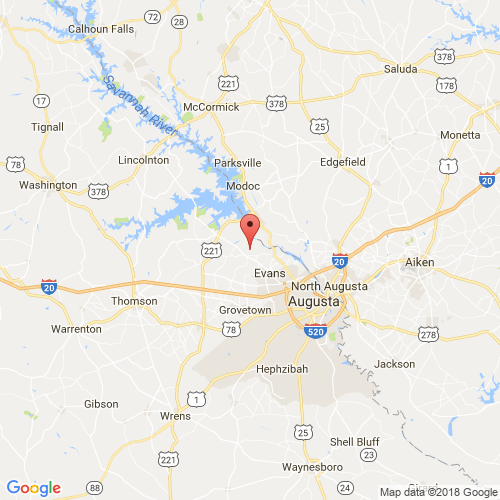 72
Calhoun Falls
25
178
378
Saluda
221
378
Savannah River
17
McCormick
178
Tignall
25
Monetta
78
Lincolnton
Parksville
Edgefield
1
Modoc
20
Washington
378
221
20
Aiken
Evans
20
North Augusta
Thomson
Augusta
Grovetown
78
Warrenton
520
278
Hephzibah
Jackson
1
Gibson
Wrens
25
Shell Bluff
221
23
Waynesboro
Google
88
24
Map data ©2018 Google